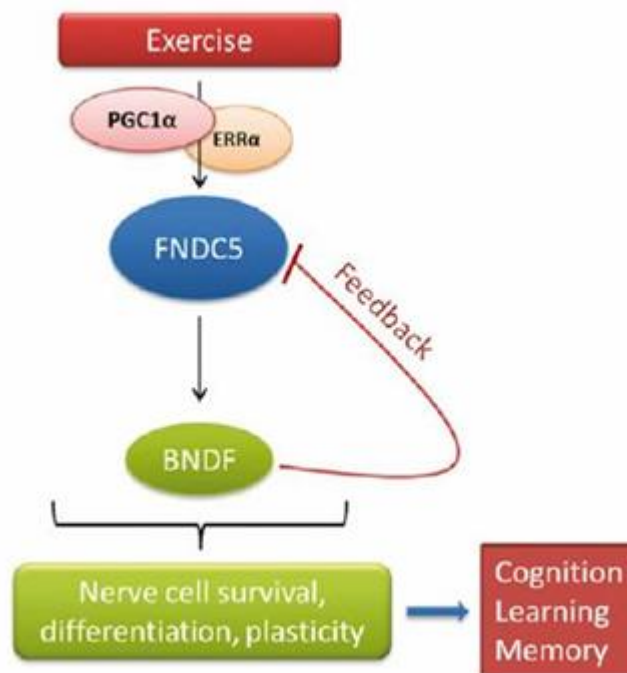 Exercise
PGC1α
ERRα
FNDC5
Feedback
BNDF
Nerve cell survival,
differentiation, plasticity
Cognition
Learning
Memory